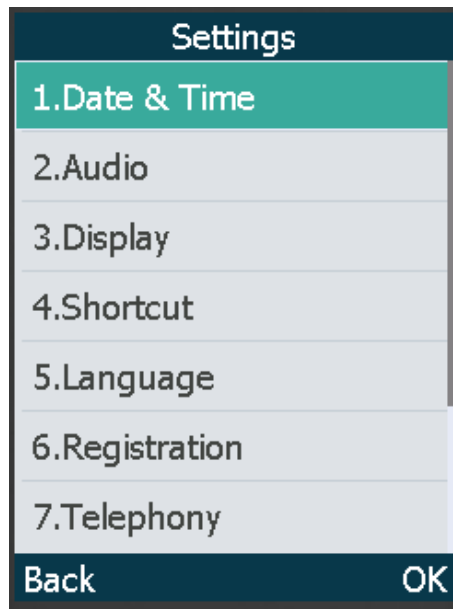 Settings
1.Date & Time
2.Audio
3.Display
4.Shortcut
5.Language
6.Registration
7.Telephony
Back OK